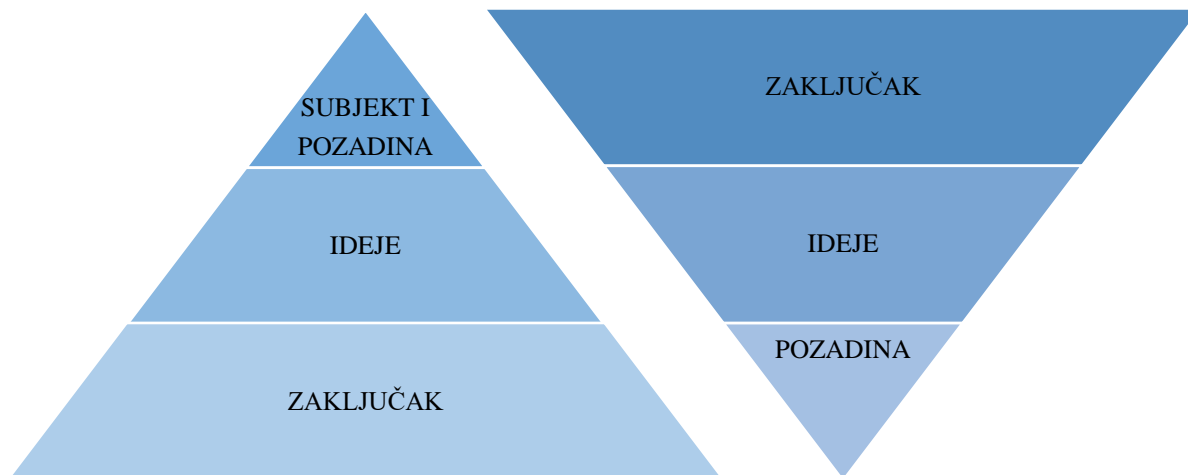 SUBJEKT I
POZADINA
IDEJE
ZAKLJUČAK
ZAKLJUČAK
IDEJE
POZADINA